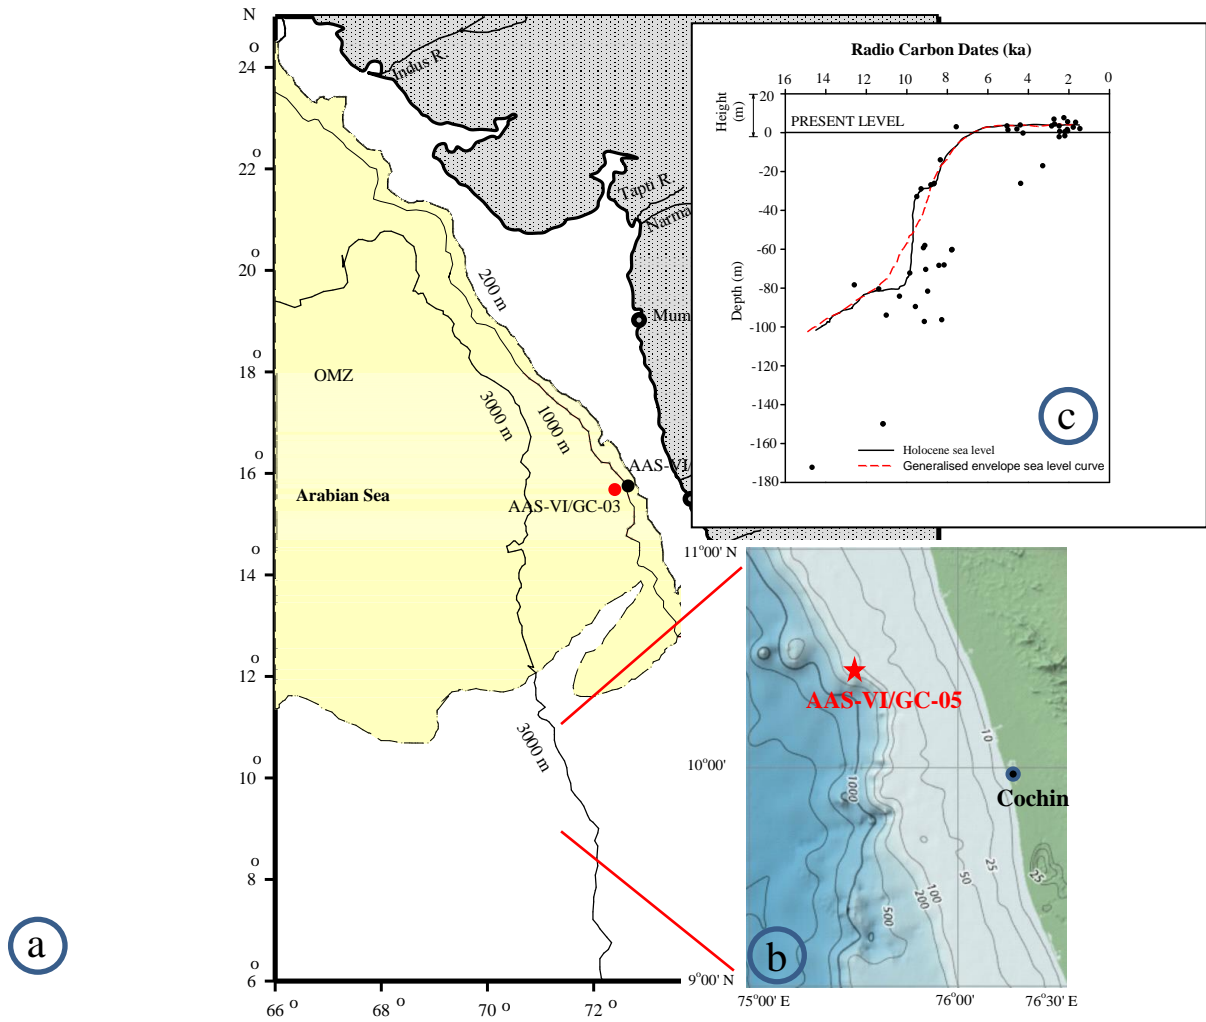 N
24 o
22 o
20 o
18 o
16 o
14 o
12 o
10 o
8 o
6 o
66 o
68 o
70 o
72 o
Indus R.
Tapti R
Narma
200 m
Mum
OMZ
3000 m
1000 m
AAS-VI/
Arabian Sea
AAS-VI/GC-03
3000 m
a
Radio Carbon Dates (ka)
16 14 12 10 8 6 4 2 0
Height (m)
Depth (m)
20
0
-20
-40
-60
-80
-100
-120
-140
-160
-180
PRESENT LEVEL
c
Holocene sea level
Generalised envelope sea level curve
11°00' N
10°00'
9°00' N
AAS-VI/GC-05
10
1000
Cochin
25
25
50
100
200
500
b
75°00' E
76°00'
76°30' E